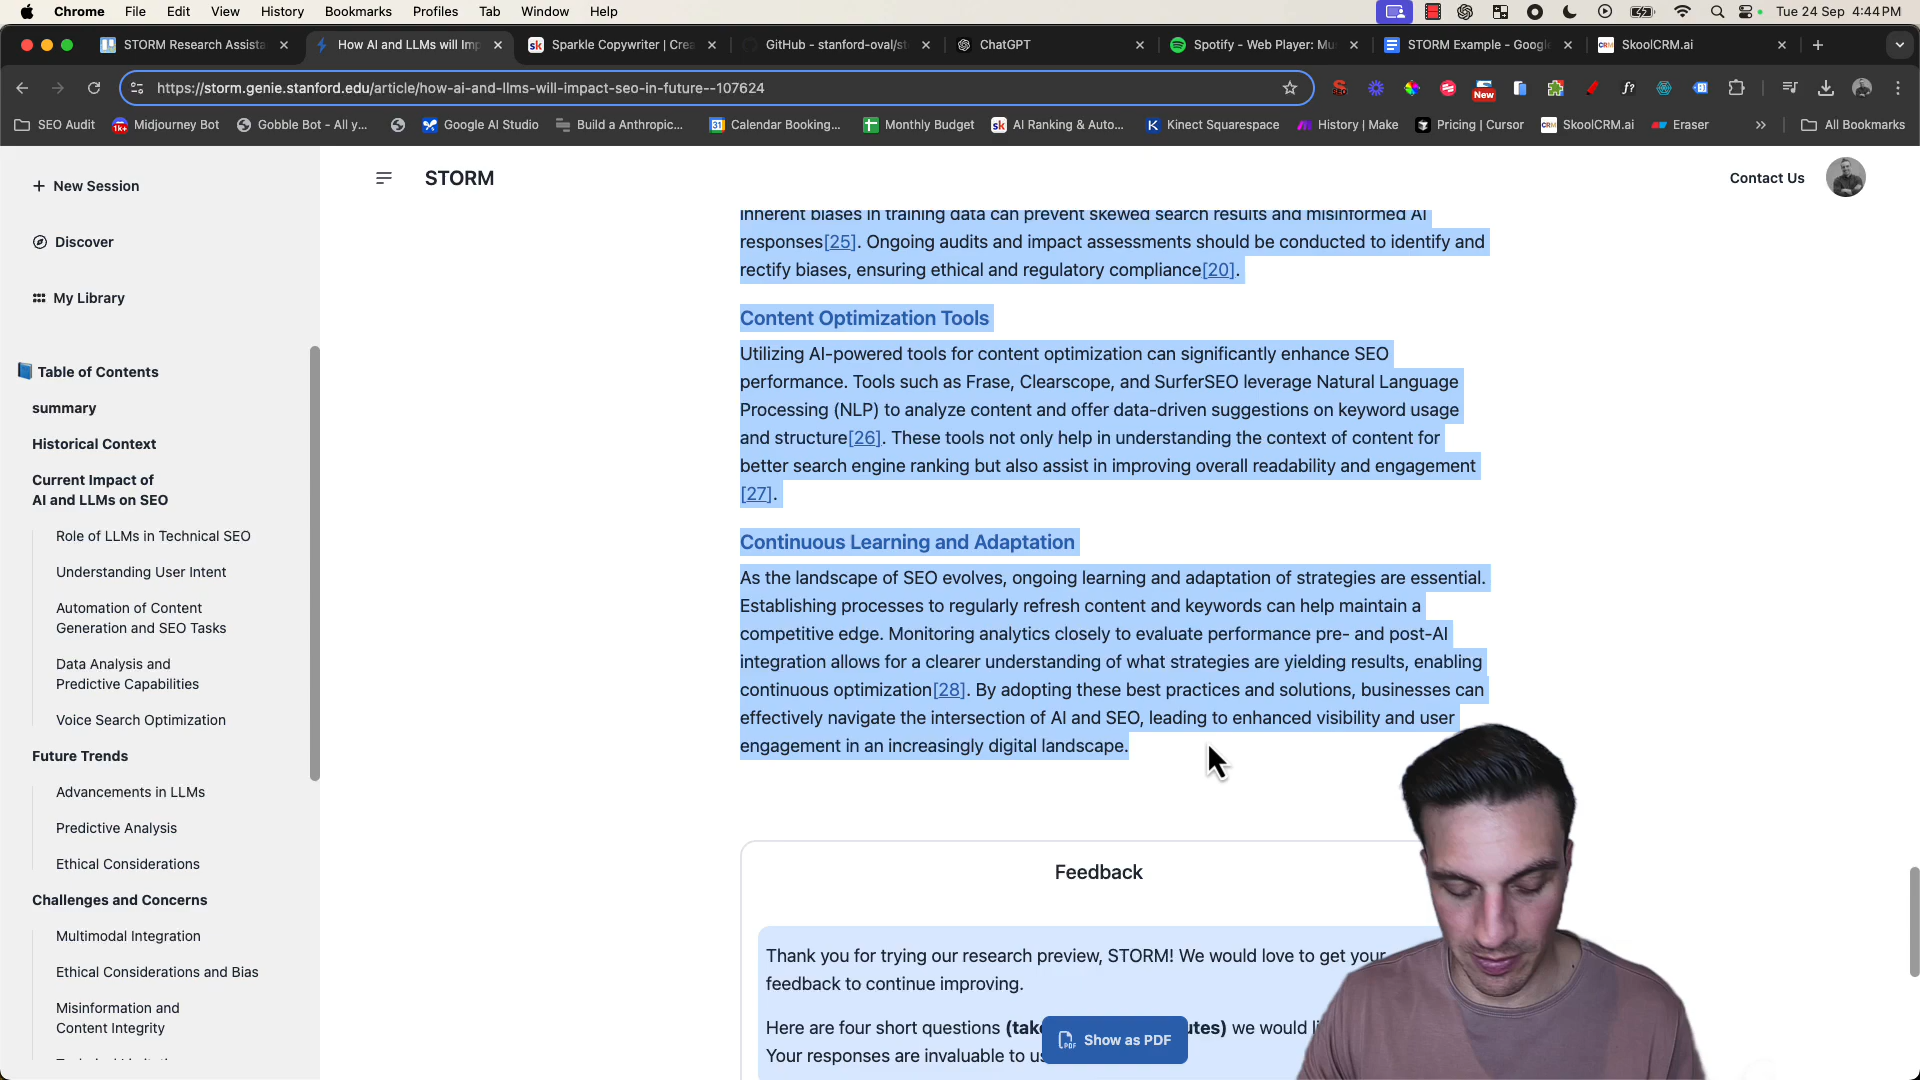 Chrome File Edit View History Bookmarks Profiles Tab Window Help
Tue 24 Sep 4:44 PM
STORM Research Assista
How AI and LLMs will Imp
Sparkle Copywriter | Crea
GitHub - stanford-oval/st
ChatGPT
Spotify - Web Player: Mu
STORM Example - Google
SkoolCRM.ai
https://storm.genie.stanford.edu/article/how-ai-and-llms-will-impact-seo-in-future--107624
New
SEO Audit
Midjourney Bot
Gobble Bot - All y...
Google AI Studio
Build a Anthropic...
Calendar Booking...
Monthly Budget
AI Ranking & Auto...
Kinect Squarespace
History | Make
Pricing | Cursor
SkoolCRM.ai
Eraser
All Bookmarks
New Session
Discover
My Library
Table of Contents
summary
Historical Context
Current Impact of
AI and LLMs on SEO
Role of LLMs in Technical SEO
Understanding User Intent
Automation of Content
Generation and SEO Tasks
Data Analysis and
Predictive Capabilities
Voice Search Optimization
Future Trends
Advancements in LLMs
Predictive Analysis
Ethical Considerations
Challenges and Concerns
Multimodal Integration
Ethical Considerations and Bias
Misinformation and
Content Integrity
STORM
Contact Us
inherent biases in training data can prevent skewed search results and misinformed AI
responses[25]. Ongoing audits and impact assessments should be conducted to identify and
rectify biases, ensuring ethical and regulatory compliance[20].
Content Optimization Tools
Utilizing AI-powered tools for content optimization can significantly enhance SEO
performance. Tools such as Frase, Clearscope, and SurferSEO leverage Natural Language
Processing (NLP) to analyze content and offer data-driven suggestions on keyword usage
and structure[26]. These tools not only help in understanding the context of content for
better search engine ranking but also assist in improving overall readability and engagement
[27].
Continuous Learning and Adaptation
As the landscape of SEO evolves, ongoing learning and adaptation of strategies are essential.
Establishing processes to regularly refresh content and keywords can help maintain a
competitive edge. Monitoring analytics closely to evaluate performance pre- and post-AI
integration allows for a clearer understanding of what strategies are yielding results, enabling
continuous optimization[28]. By adopting these best practices and solutions, businesses can
effectively navigate the intersection of AI and SEO, leading to enhanced visibility and user
engagement in an increasingly digital landscape.
Feedback
Thank you for trying our research preview, STORM! We would love to get your
feedback to continue improving.
Here are four short questions (take utes) we would li
Your responses are invaluable to us
Show as PDF